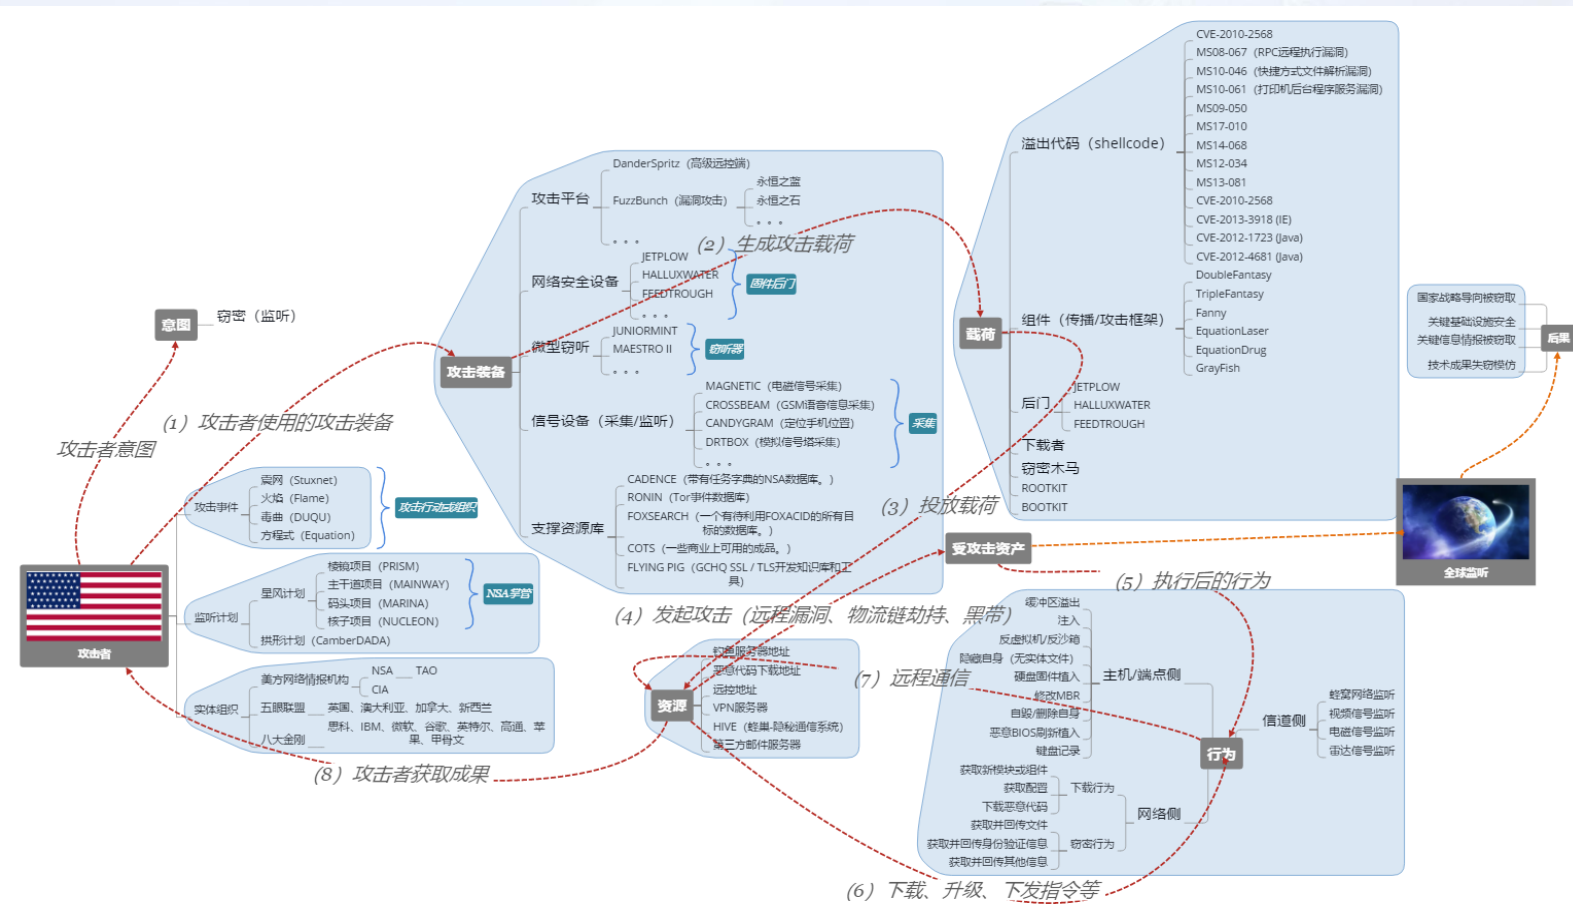 意图
窃密（监听）
攻击者意图
（1）攻击者使用的攻击装备
攻击者
攻击事件
震网（Stuxnet)
火焰（Flame)
毒曲（DUQU)
方程式（Equation)
攻击行动或组织
监听计划
星风计划
棱镜项目（PRISM)
主干道项目（MAINWAY)
码头项目（MARINA)
核子项目（NUCLEON)
NSA掌管
拱形计划（CamberDADA)
实体组织
美方网络情报机构
NSA
TAO
CIA
五眼联盟
英国、澳大利亚、加拿大、新西兰
八大金刚
思科、IBM、微软、谷歌、英特尔、高通、苹
果、甲骨文
攻击装备
攻击平台
DanderSpritz（高级远控端)
FuzzBunch（漏洞攻击）
永恒之蓝
永恒之石
。。。
。。。
（2）生成攻击载荷
网络安全设备
JETPLOW
HALLUXWATER
FEEDTROUGH
。。。
固件后门
微型窃听
JUNIORMINT
MAESTRO II
。。。
窃听器
信号设备（采集/监听）
MAGNETIC（电磁信号采集)
CROSSBEAM（GSM语音信息采集)
CANDYGRAM（定位手机位置)
DRTBOX（模拟信号塔采集)
。。。
采集
支撑资源库
CADENCE（带有任务字典的NSA数据库。)
RONIN（Tor事件数据库)
FOXSEARCH（一个有待利用FOXACID的所有目
标的数据库。)
COTS（一些商业上可用的成品。)
FLYING PIG（GCHQ SSL / TLS开发知识库和工
具)
载荷
溢出代码（shellcode）
CVE-2010-2568
MS08-067（RPC远程执行漏洞)
MS10-046（快捷方式文件解析漏洞)
MS10-061（打印机后台程序服务漏洞)
MS09-050
MS17-010
MS14-068
MS12-034
MS13-081
CVE-2010-2568
CVE-2013-3918 (IE)
CVE-2012-1723 (Java)
CVE-2012-4681 (Java)
组件（传播/攻击框架）
DoubleFantasy
TripleFantasy
Fanny
EquationLaser
EquationDrug
GrayFish
后门
JETPLOW
HALLUXWATER
FEEDTROUGH
下载者
窃密木马
ROOTKIT
BOOTKIT
（3）投放载荷
后果
国家战略导向被窃取
关键基础设施安全
关键信息情报被窃取
技术成果失窃模仿
全球监听
受攻击资产
（4）发起攻击（远程漏洞、物流链劫持、黑带）
（5）执行后的行为
资源
钓鱼服务器地址
恶意代码下载地址
远控地址
VPN服务器
HIVE（蜂巢-隐秘通信系统)
第三方邮件服务器
（7）远程通信
行为
主机/端点侧
缓冲区溢出
注入
反虚拟机/反沙箱
隐藏自身（无实体文件）
硬盘固件植入
修改MBR
自毁/删除自身
恶意BIOS刷新植入
键盘记录
信道侧
蜂窝网络监听
视频信号监听
电磁信号监听
雷达信号监听
网络侧
下载行为
获取新模块或组件
获取配置
下载恶意代码
窃密行为
获取并回传文件
获取并回传身份验证信息
获取并回传其他信息
（6）下载、升级、下发指令等
（8）攻击者获取成果